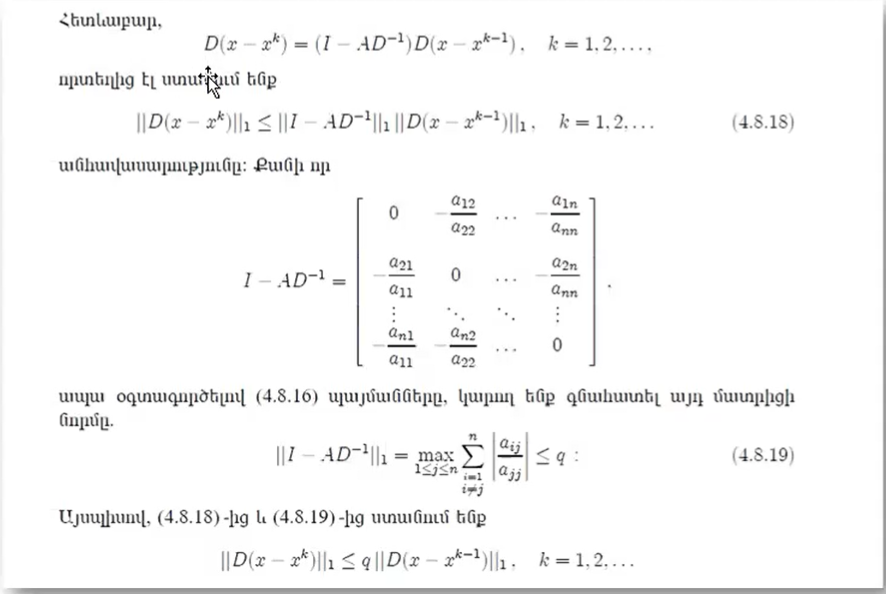 Հետևաբար,
D(x − x^k) = (I − AD^{−1})D(x − x^{k−1}), k = 1, 2, . . . ,
որտեղից էլ ստանում ենք
||D(x − x^k)||_1 ≤ ||I − AD^{−1}||_1 ||D(x − x^{k−1})||_1, k = 1, 2, . . . (4.8.18)
անհավասարությունը: Քանի որ
I − AD^{−1} = [ 0 −a_{12}/a_{22} . . . −a_{1n}/a_{nn}
−a_{21}/a_{11} 0 . . . −a_{2n}/a_{nn}
⋮ ⋱ ⋱ ⋮
−a_{n1}/a_{11} −a_{n2}/a_{22} . . . 0 ] .
ապա օգտագործելով (4.8.16) պայմանները, կարող ենք գնահատել այդ մատրիցի
նորմը.
||I − AD^{−1}||_1 = max_{1≤j≤n} ∑_{i=1, i≠j}^{n} |a_{ij}/a_{jj}| ≤ q : (4.8.19)
Այսպիսով, (4.8.18)-ից և (4.8.19)-ից ստանում ենք
||D(x − x^k)||_1 ≤ q ||D(x − x^{k−1})||_1, k = 1, 2, . . .